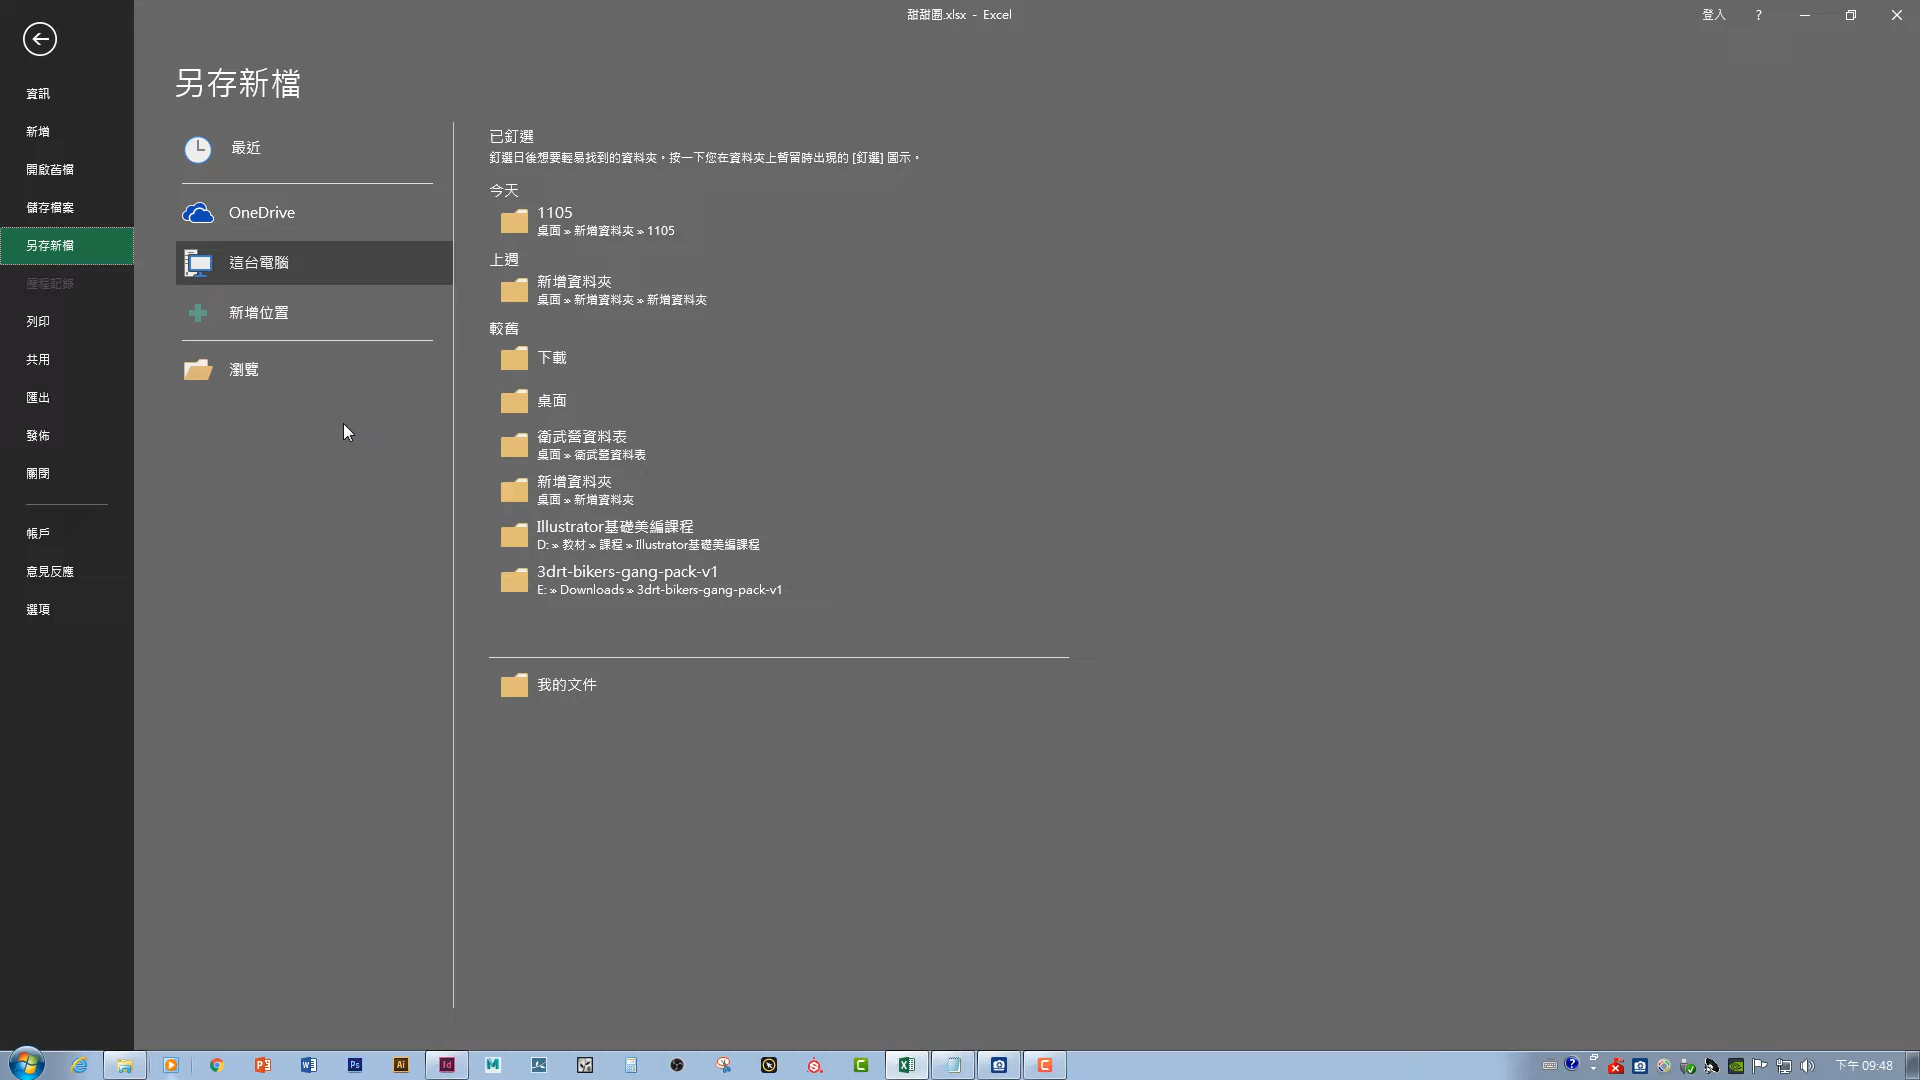 甜甜圈.xlsx - Excel
登入
?
資訊
新增
開啟舊檔
儲存檔案
另存新檔
歷程記錄
列印
共用
匯出
發佈
關閉
帳戶
意見反應
選項
另存新檔
最近
OneDrive
這台電腦
新增位置
瀏覽
已釘選
釘選日後想要輕易找到的資料夾。按一下您在資料夾上暫留時出現的 [釘選] 圖示。
今天
1105
桌面 » 新增資料夾 » 1105
上週
新增資料夾
桌面 » 新增資料夾 » 新增資料夾
較舊
下載
桌面
衛武營資料表
桌面 » 衛武營資料表
新增資料夾
桌面 » 新增資料夾
Illustrator基礎美編課程
D: » 教材 » 課程 » Illustrator基礎美編課程
3drt-bikers-gang-pack-v1
E: » Downloads » 3drt-bikers-gang-pack-v1
我的文件
下午 09:48